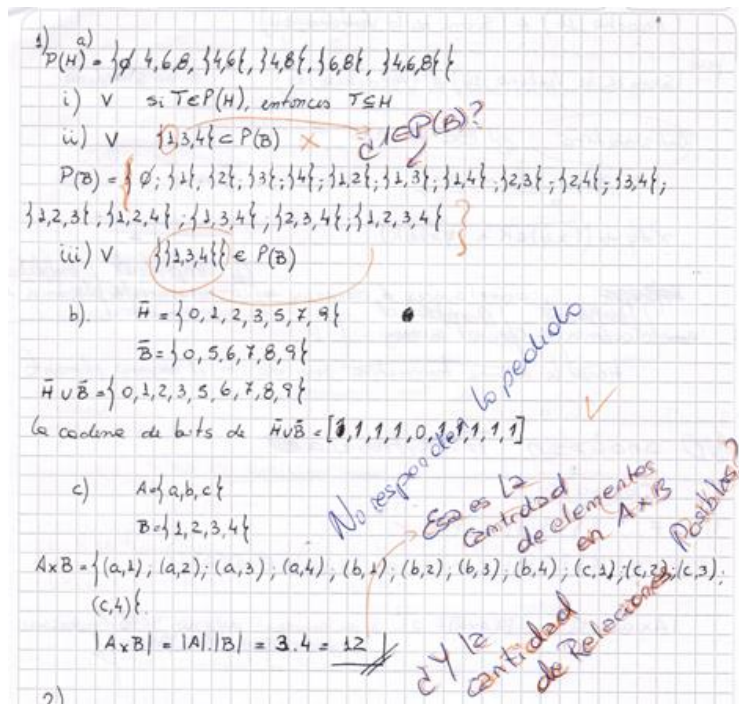 1) a)
P(H) = }∅ 4,6,8, }4,6{, }4,8{, }6,8{, }4,6,8{{
i) V si T∈P(H), entonces T⊆H
ii) V {1,3,4{ ⊂ P(B) X ¿1∈P(B)?
P(B) = { ∅; }1{, }2{; }3{; }4{; }1,2{; }1,3{; }1,4{; }2,3{; }2,4{; }3,4{;
}1,2,3{; }1,2,4{; }1,3,4{; }2,3,4{; }1,2,3,4{ }
iii) V }}1,3,4{{ ∈ P(B)
b). H̄ = }0,1,2,3,5,7,9{
B̄ = }0,5,6,7,8,9{
H̄ ∪ B̄ = }0,1,2,3,5,6,7,8,9{
la cadena de bits de H̄∪B̄ = [1,1,1,1,0,1,1,1,1,1] ✓
No responden lo pedido
c) A=}a,b,c{
B=}1,2,3,4{
Esa es la
cantidad
de elementos
en A×B
A×B = {(a,1); (a,2); (a,3); (a,4); (b,1); (b,2); (b,3); (b,4); (c,1); (c,2); (c,3);
(c,4){.
|A×B| = |A|.|B| = 3.4 = 12
¿Y la
cantidad
de Relaciones
Posibles?
2)